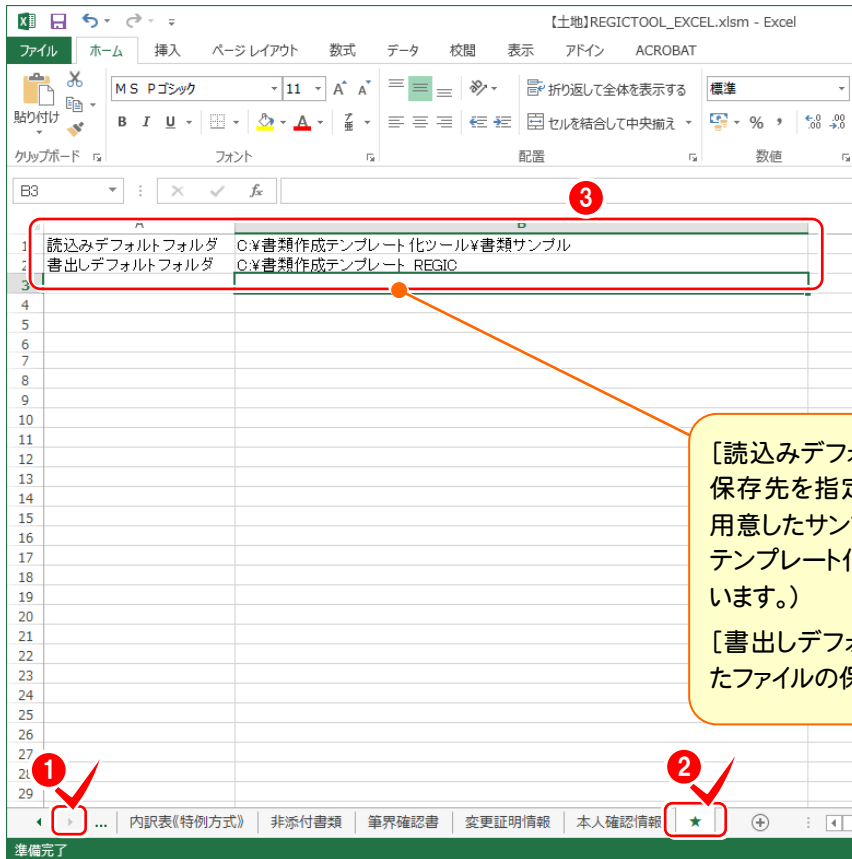 【土地】REGICTOOL_EXCEL.xlsm - Excel
ファイル ホーム 挿入 ページ レイアウト 数式 データ 校閲 表示 アドイン ACROBAT
貼り付け
MS Pゴシック 11 A A 折り返して全体を表示する 標準
B I U A セルを結合して中央揃え % , .0 .00 .00 .0
クリップボード フォント 配置 数値
B3 fx
3
A B
1 読込みデフォルトフォルダ C:¥書類作成テンプレート化ツール¥書類サンプル
2 書出しデフォルトフォルダ C:¥書類作成テンプレート REGIC
3
4
5
6
7
8
9
10
11
12
13
14
15
16
17
18
19
20
21
22
23
24
25
26
27
28
29
[読込みデフォ
保存先を指定
用意したサン
テンプレート化
います。)
[書出しデフォ
たファイルの保
1
2
... 内訳表《特例方式》 非添付書類 筆界確認書 変更証明情報 本人確認情報 ★
準備完了